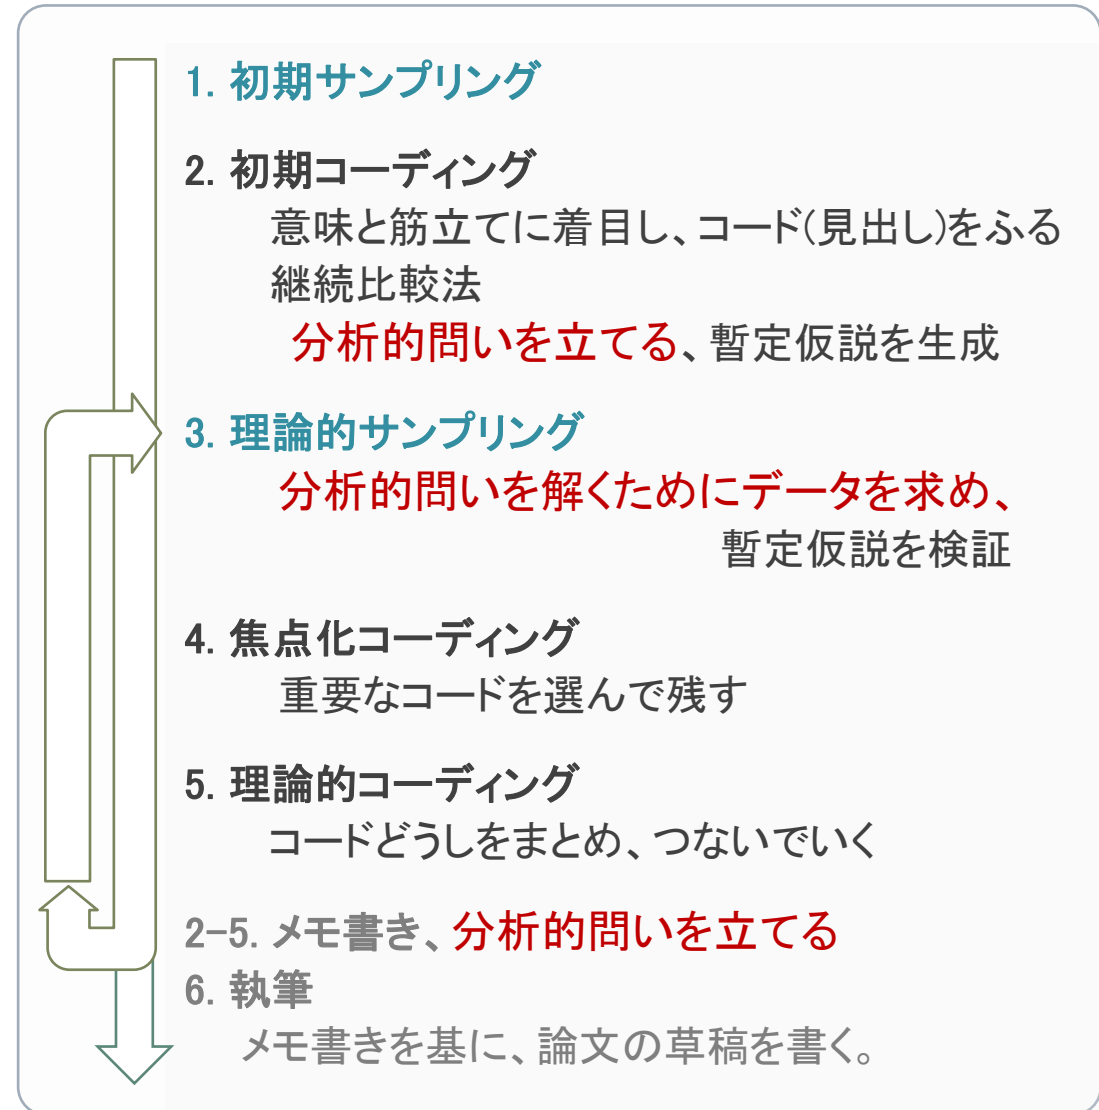 1. 初期サンプリング
2. 初期コーディング
意味と筋立てに着目し、コード(見出し)をふる
継続比較法
分析的問いを立てる、暫定仮説を生成
3. 理論的サンプリング
分析的問いを解くためにデータを求め、
暫定仮説を検証
4. 焦点化コーディング
重要なコードを選んで残す
5. 理論的コーディング
コードどうしをまとめ、つないでいく
2-5. メモ書き、分析的問いを立てる
6. 執筆
メモ書きを基に、論文の草稿を書く。